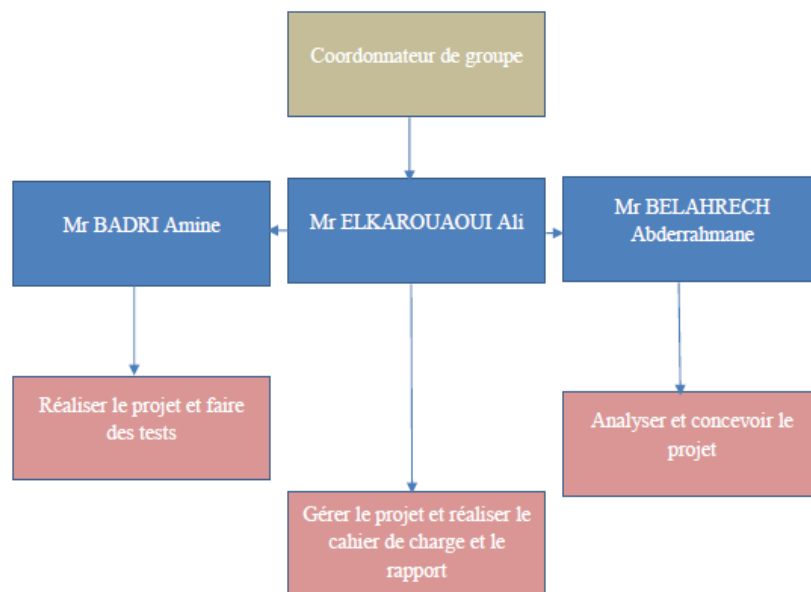 Coordonnateur de groupe
Mr BADRI Amine
Mr ELKAROUAOUI Ali
Mr BELAHRECH
Abderrahmane
Réaliser le projet et faire
des tests
Analyser et concevoir le
projet
Gérer le projet et réaliser le
cahier de charge et le
rapport